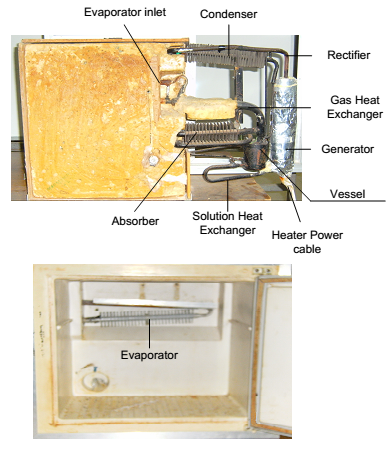 Evaporator inlet
Condenser
Rectifier
Gas Heat
Exchanger
Generator
Vessel
Absorber
Solution Heat
Exchanger
Heater Power
cable
Evaporator